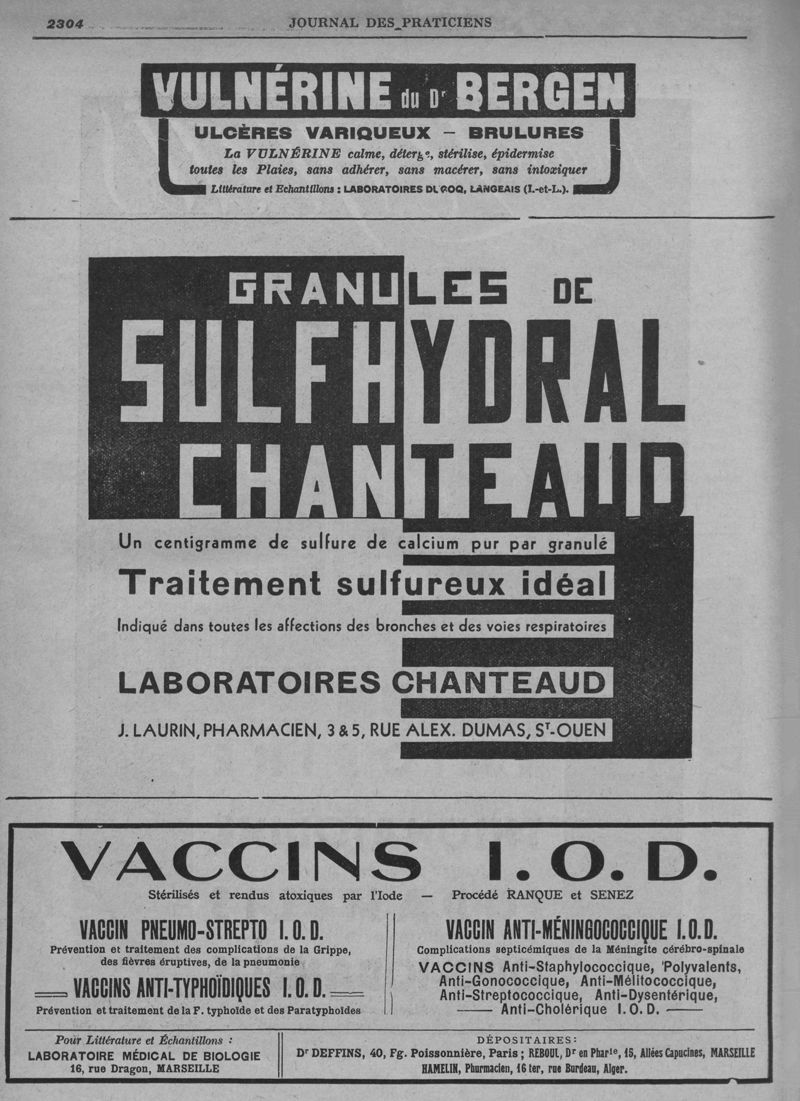 2304
JOURNAL DES PRATICIENS
VULNÉRINE du Dr BERGEN
ULCÈRES VARIQUEUX — BRULURES
La VULNÉRINE calme, déterge, stérilise, épidermise
toutes les Plaies, sans adhérer, sans macérer, sans intoxiquer
Littérature et Echantillons : LABORATOIRES LANGEAIS (I.-et-L.).
GRANULES DE
SULFHYDRAL
CHANTEAUD
Un centigramme de sulfure de calcium pur par granulé
Traitement sulfureux idéal
Indiqué dans toutes les affections des bronches et des voies respiratoires
LABORATOIRES CHANTEAUD
J. LAURIN, PHARMACIEN, 3 & 5, RUE ALEX. DUMAS, ST-OUEN
VACCINS I.O.D.
Stérilisés et rendus atoxiques par l'Iode — Procédé RANQUE et SENEZ
VACCIN PNEUMO-STREPTO I.O.D.
Prévention et traitement des complications de la Grippe,
des fièvres éruptives, de la pneumonie
VACCINS ANTI-TYPHOÏDIQUES I.O.D.
Prévention et traitement de la F. typhoïde et des Paratyphoïdes
VACCIN ANTI-MÉNINGOCOCCIQUE I.O.D.
Complications septicémiques de la Méningite cérébro-spinale
VACCINS Anti-Staphylococcique, Polyvalents,
Anti-Gonococcique, Anti-Mélitococcique,
Anti-Streptococcique, Anti-Dysentérique,
— Anti-Cholérique I.O.D. —
Pour Littérature et Échantillons :
LABORATOIRE MÉDICAL DE BIOLOGIE
16, rue Dragon, MARSEILLE
DÉPOSITAIRES :
Dr DEFFINS, 40, Fg. Poissonnière, Paris ; REBOUL, Dr en Pharie, 15, Allées Capucines, MARSEILLE
HAMELIN, Pharmacien, 16 ter, rue Burdeau, Alger.